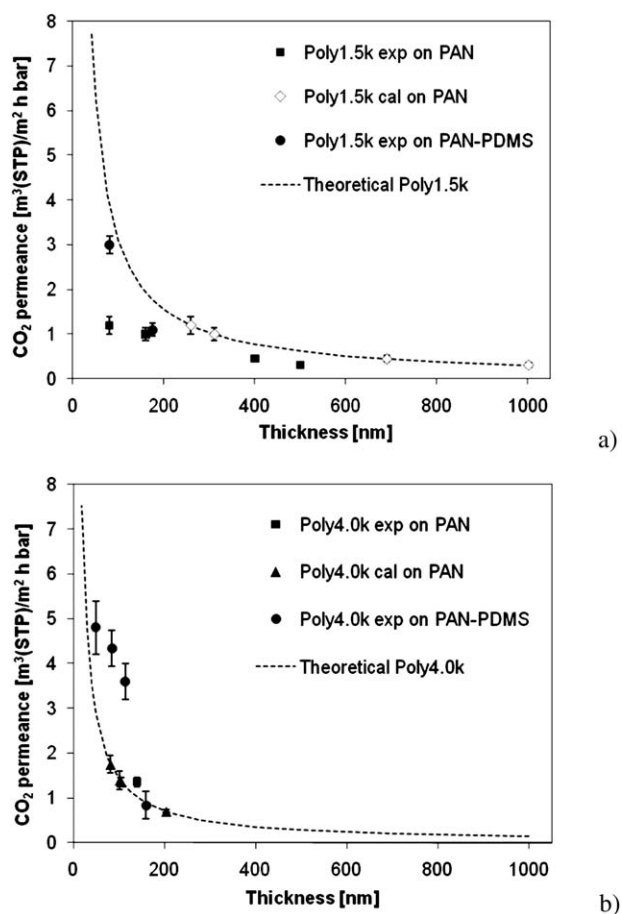 8
7
6
5
4
3
2
1
0
CO₂ permeance [m³(STP)/m² h bar]
Poly1.5k exp on PAN
Poly1.5k cal on PAN
Poly1.5k exp on PAN-PDMS
Theoretical Poly1.5k
0 200 400 600 800 1000
Thickness [nm]
a)
8
7
6
5
4
3
2
1
0
CO₂ permeance [m³(STP)/m² h bar]
Poly4.0k exp on PAN
Poly4.0k cal on PAN
Poly4.0k exp on PAN-PDMS
Theoretical Poly4.0k
0 200 400 600 800 1000
Thickness [nm]
b)